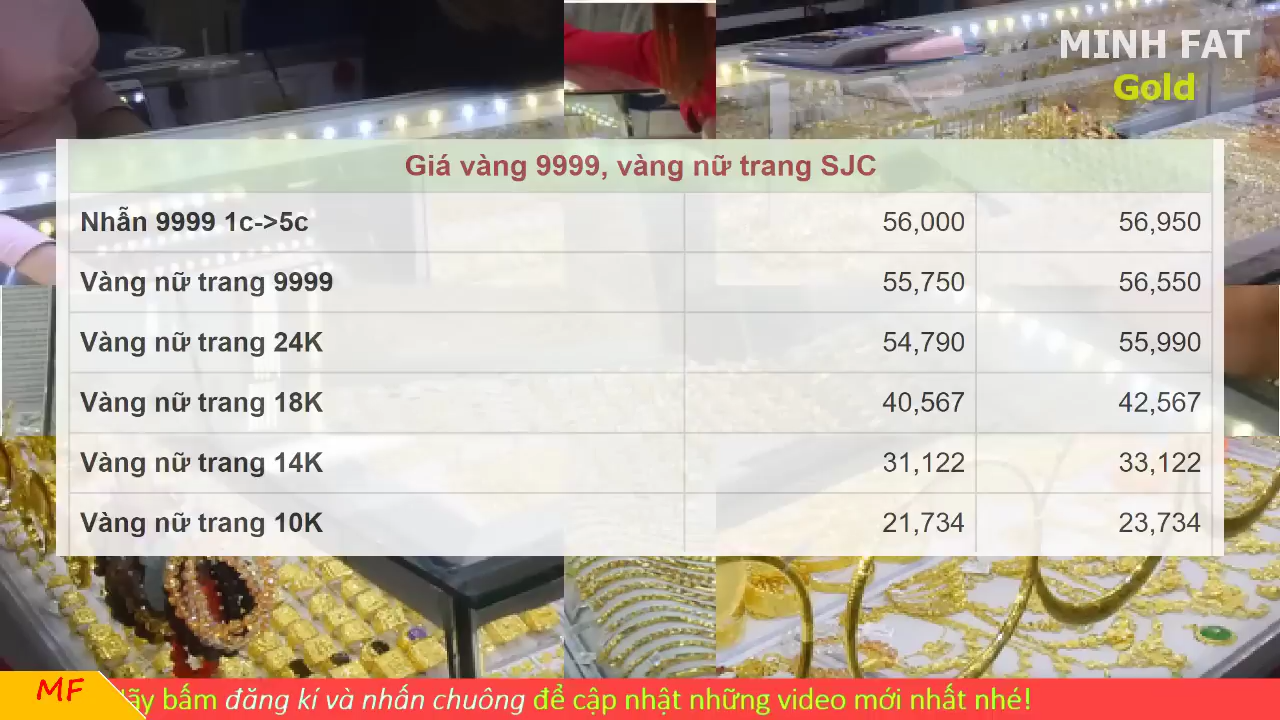 MINH FAT
Gold
Giá vàng 9999, vàng nữ trang SJC
Nhẫn 9999 1c->5c 56,000 56,950
Vàng nữ trang 9999 55,750 56,550
Vàng nữ trang 24K 54,790 55,990
Vàng nữ trang 18K 40,567 42,567
Vàng nữ trang 14K 31,122 33,122
Vàng nữ trang 10K 21,734 23,734
MF bấm đăng kí và nhấn chuông để cập nhật những video mới nhất nhé!